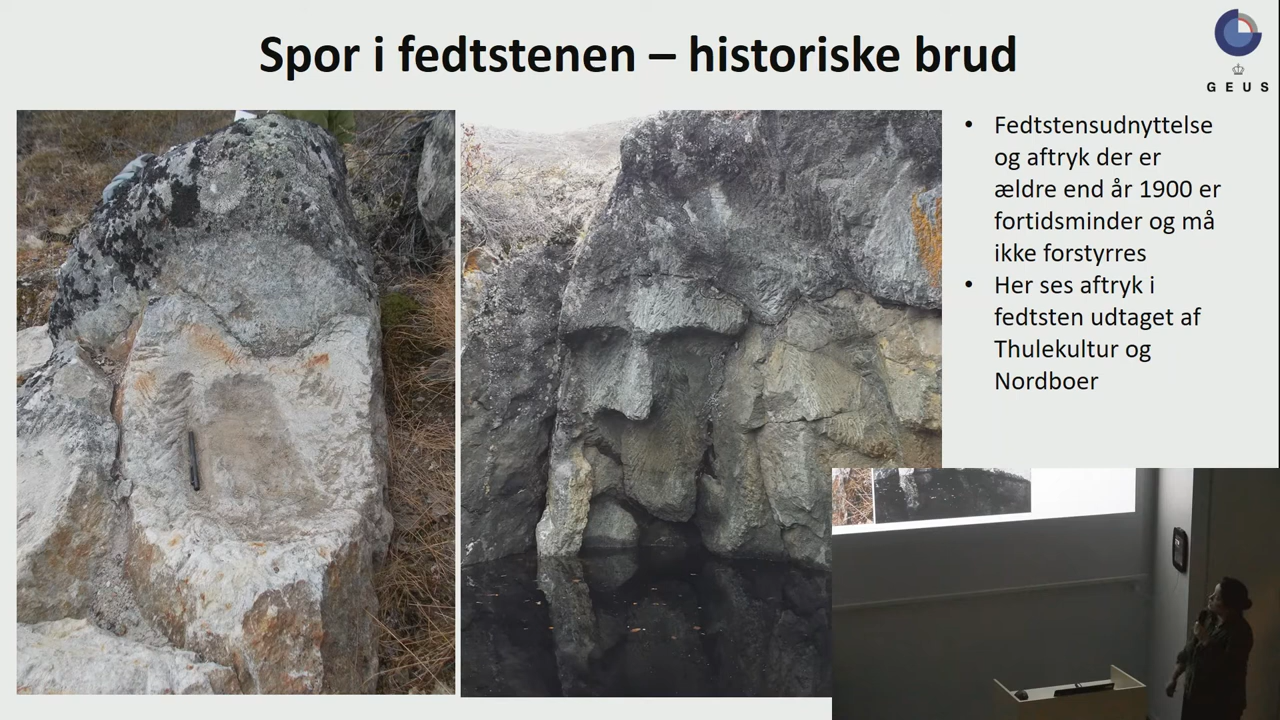 Spor i fedtstenen – historiske brud
GEUS
• Fedtstensudnyttelse
og aftryk der er
ældre end år 1900 er
fortidsminder og må
ikke forstyrres
• Her ses aftryk i
fedtsten udtaget af
Thulekultur og
Nordboer